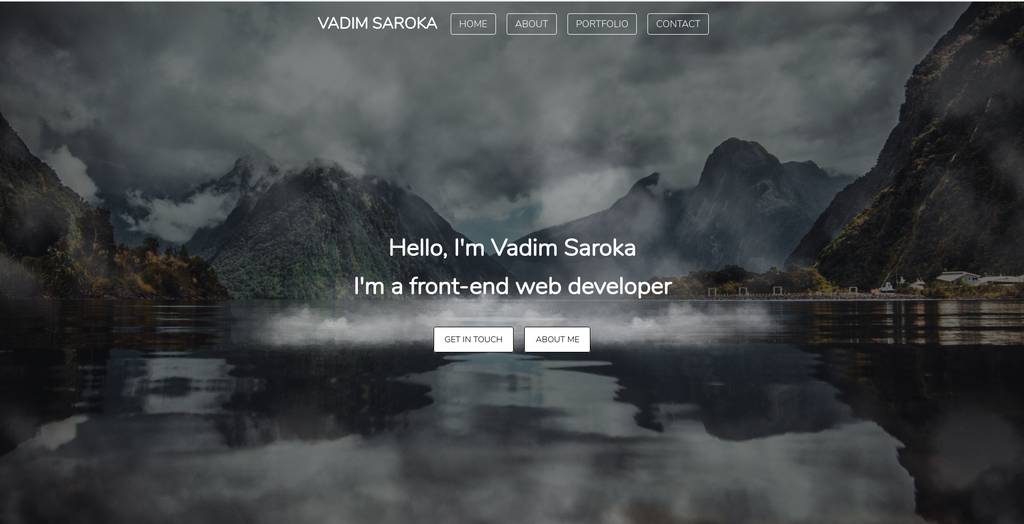 VADIM SAROKA HOME ABOUT PORTFOLIO CONTACT
Hello, I'm Vadim Saroka
I'm a front-end web developer
GET IN TOUCH ABOUT ME